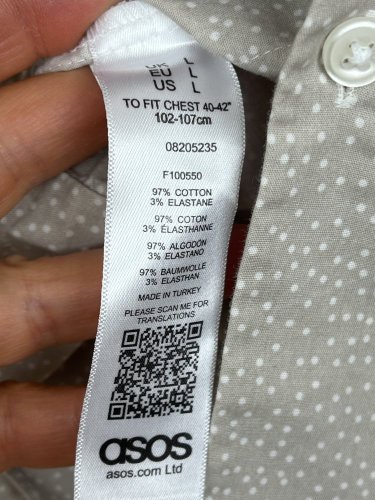 UK L
EU L
US L
TO FIT CHEST 40-42"
102-107cm
08205235
F100550
97% COTTON
3% ELASTANE
97% COTON
3% ELASTHANNE
97% ALGODÓN
3% ELASTANO
97% BAUMWOLLE
3% ELASTHAN
MADE IN TURKEY
PLEASE SCAN ME FOR
TRANSLATIONS
asos
asos.com Ltd